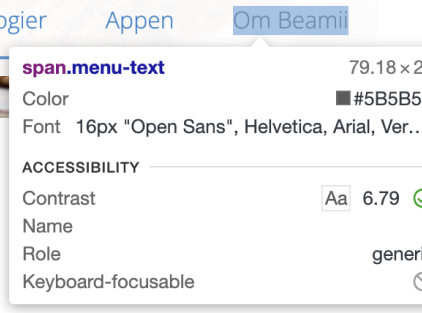 ogier Appen Om Beamii
span.menu-text 79.18 × 2
Color #5B5B5
Font 16px "Open Sans", Helvetica, Arial, Ver...
ACCESSIBILITY
Contrast Aa 6.79
Name
Role generi
Keyboard-focusable